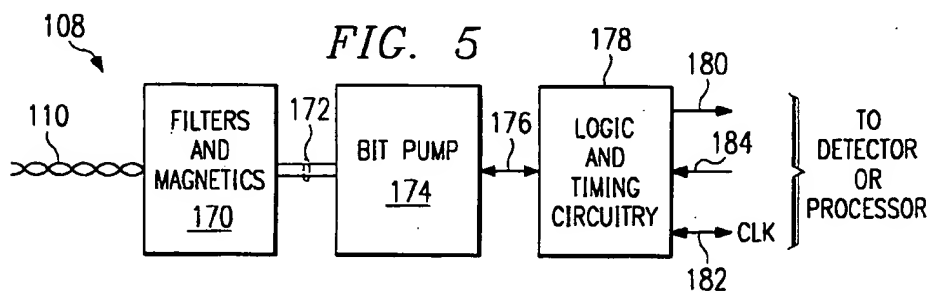 FIG. 5
108
110
FILTERS
AND
MAGNETICS
170
172
BIT PUMP
174
176
178
LOGIC
AND
TIMING
CIRCUITRY
180
184
CLK
182
TO
DETECTOR
OR
PROCESSOR